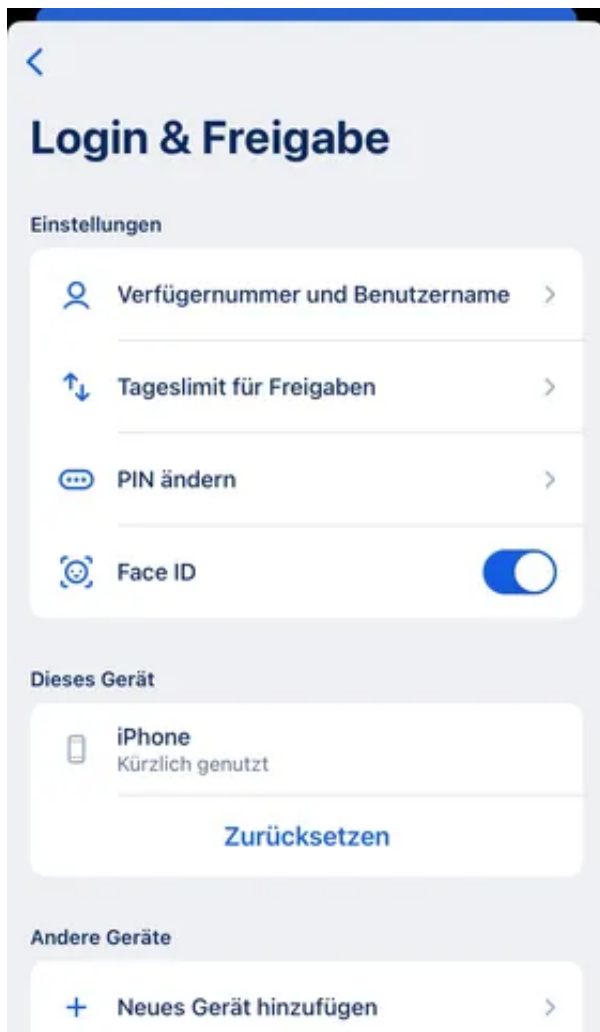 Login & Freigabe
Einstellungen
Verfügernummer und Benutzername
Tageslimit für Freigaben
PIN ändern
Face ID
Dieses Gerät
iPhone
Kürzlich genutzt
Zurücksetzen
Andere Geräte
Neues Gerät hinzufügen